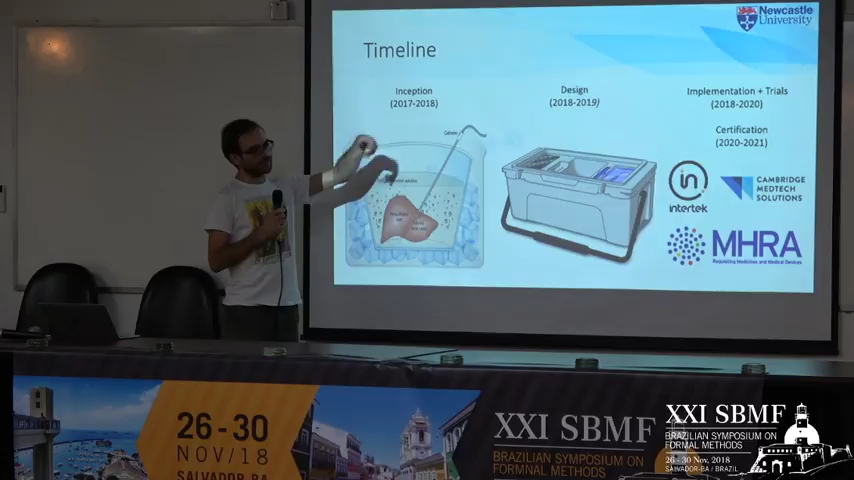 Newcastle
University
Timeline
Inception
(2017-2018)
Design
(2018-2019)
Implementation + Trials
(2018-2020)
Certification
(2020-2021)
Catheter
intertek
CAMBRIDGE
MEDTECH
SOLUTIONS
MHRA
Regulating Medicines and Medical Devices
26-30
NOV/18
SALVADOR-BA
XXI SBMF
BRAZILIAN SYMPOSIUM ON
FORMNAL METHODS
XXI SBMF
BRAZILIAN SYMPOSIUM ON
FORMAL METHODS
26 - 30 Nov, 2018
SALVADOR-BA / BRAZIL